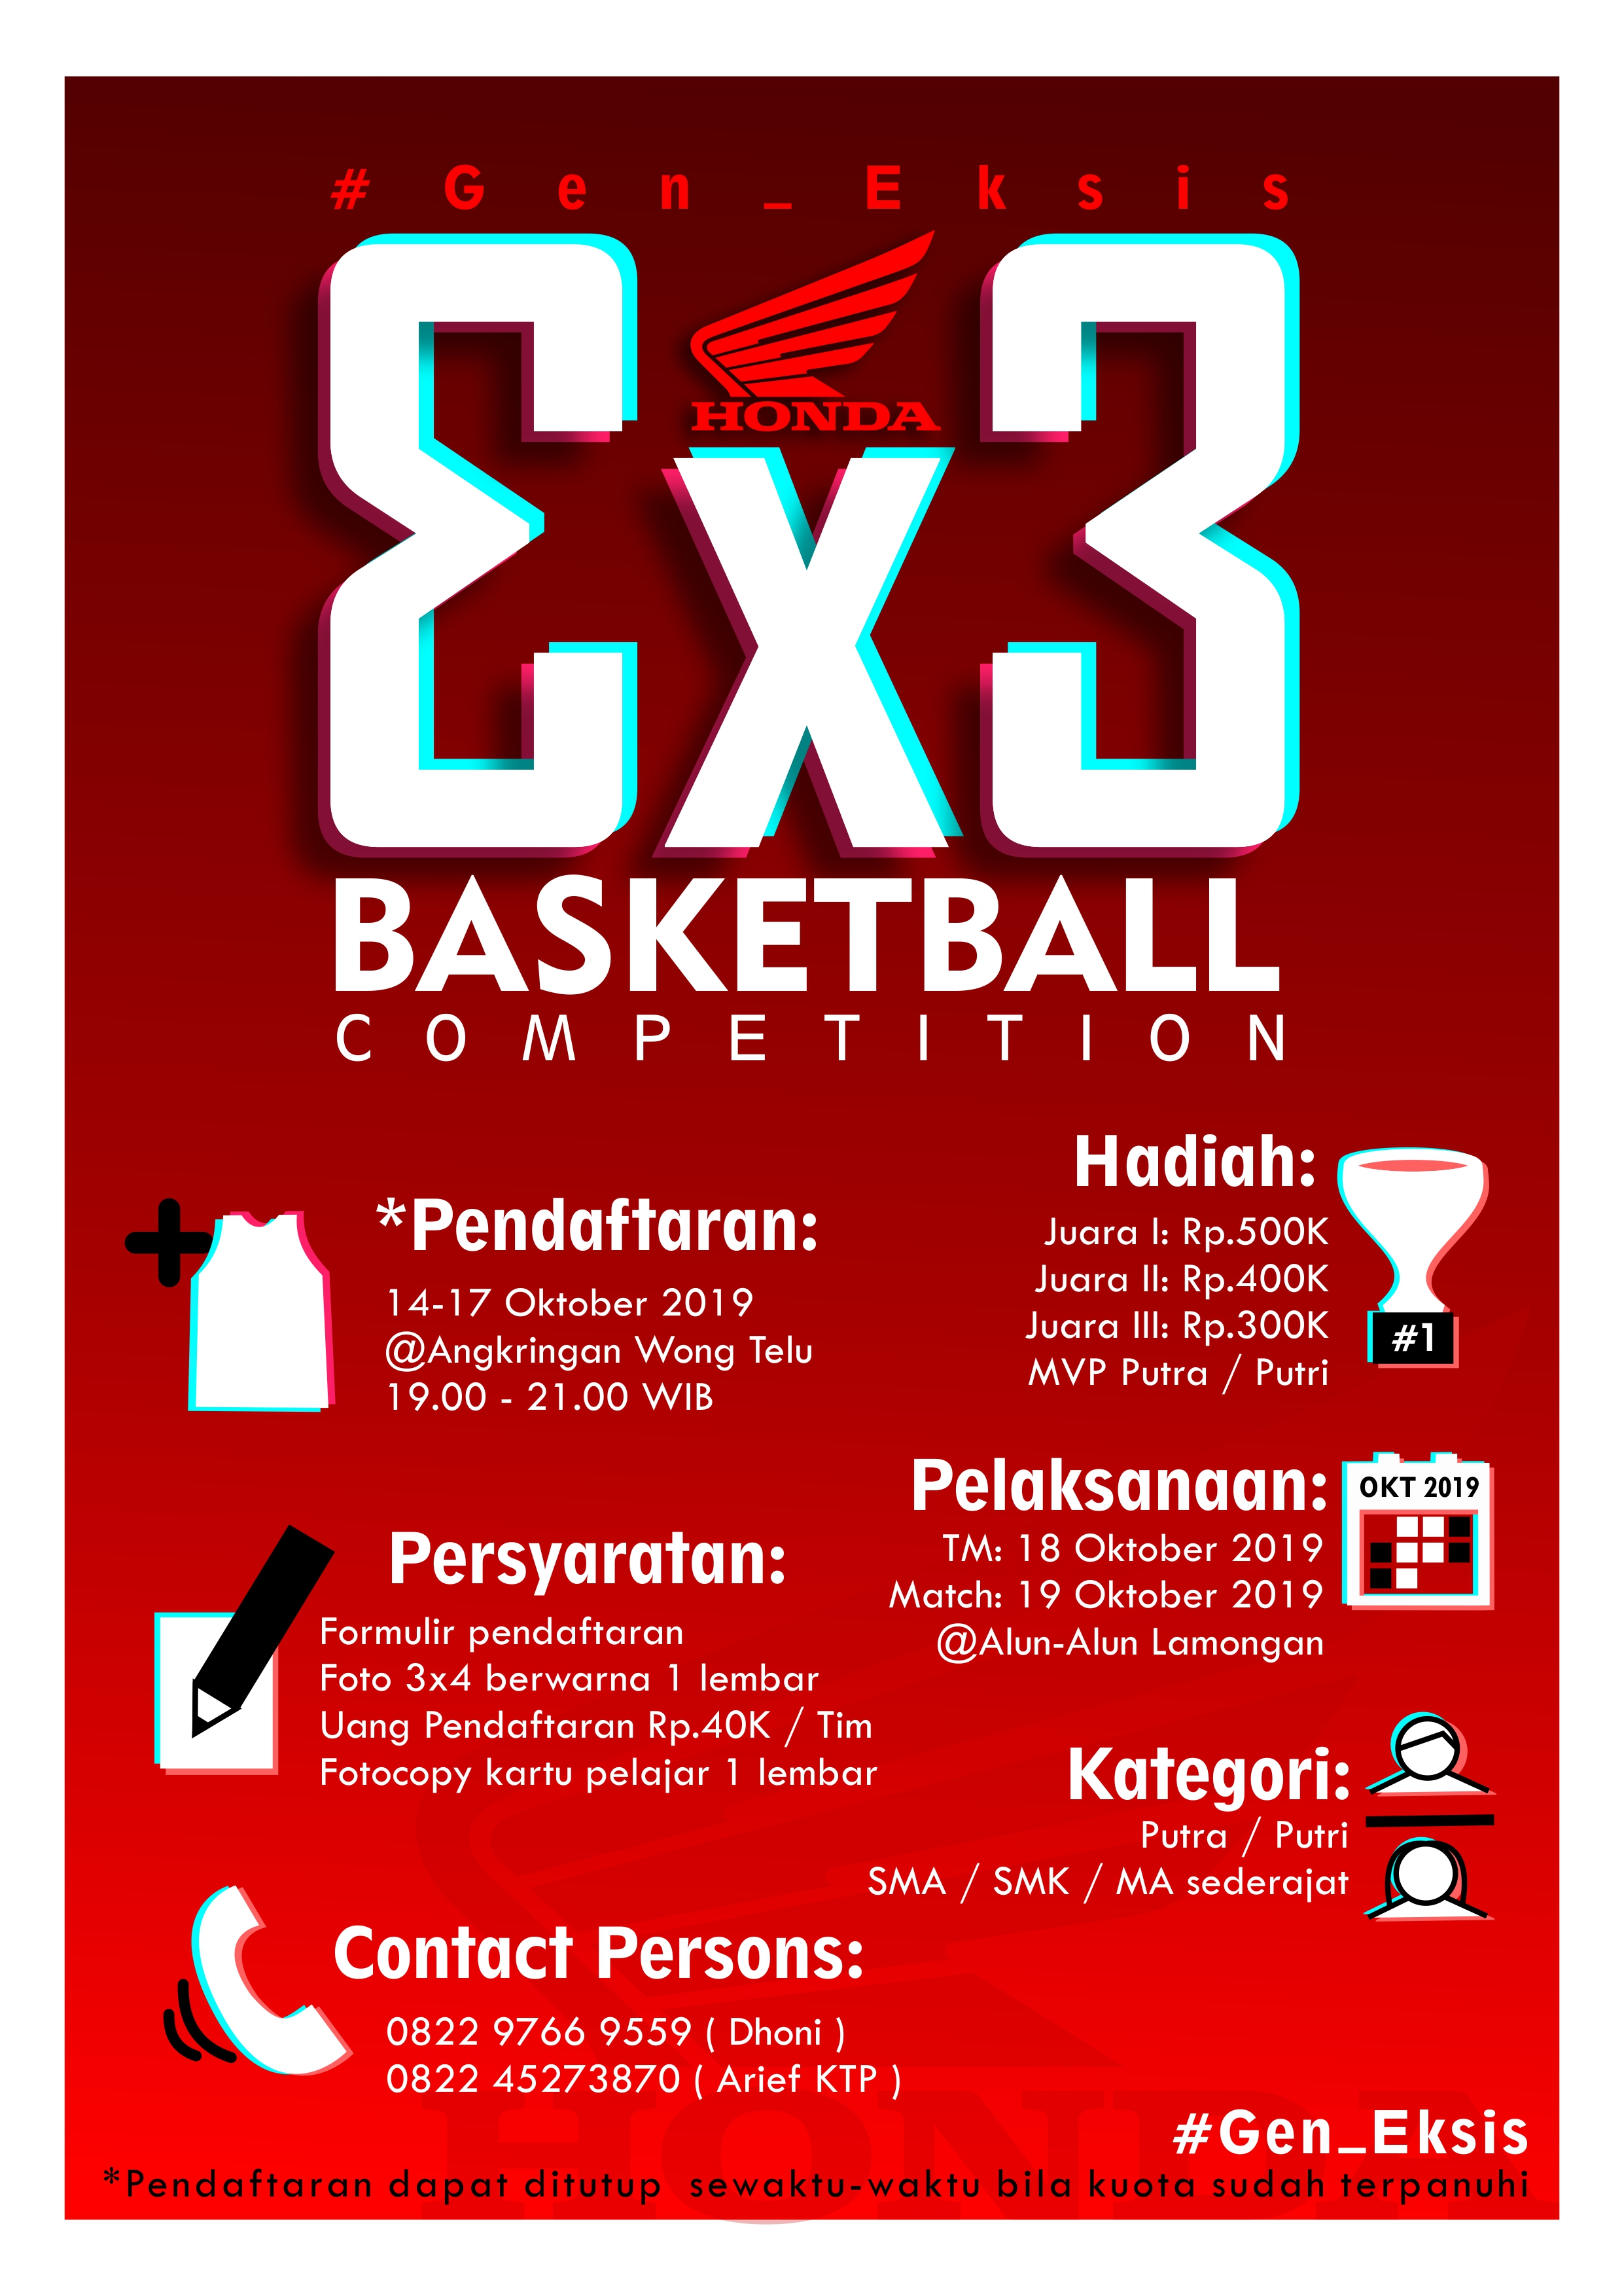 #Gen_Eksis
HONDA
3x3
BASKETBALL
COMPETITION
*Pendaftaran:
14-17 Oktober 2019
@Angkringan Wong Telu
19.00 - 21.00 WIB
Hadiah:
Juara I: Rp.500K
Juara II: Rp.400K
Juara III: Rp.300K
MVP Putra / Putri
#1
Persyaratan:
Formulir pendaftaran
Foto 3x4 berwarna 1 lembar
Uang Pendaftaran Rp.40K / Tim
Fotocopy kartu pelajar 1 lembar
Pelaksanaan:
TM: 18 Oktober 2019
Match: 19 Oktober 2019
@Alun-Alun Lamongan
OKT 2019
Kategori:
Putra / Putri
SMA / SMK / MA sederajat
Contact Persons:
0822 9766 9559 ( Dhoni )
0822 45273870 ( Arief KTP )
HONDA
#Gen_Eksis
*Pendaftaran dapat ditutup sewaktu-waktu bila kuota sudah terpanuhi